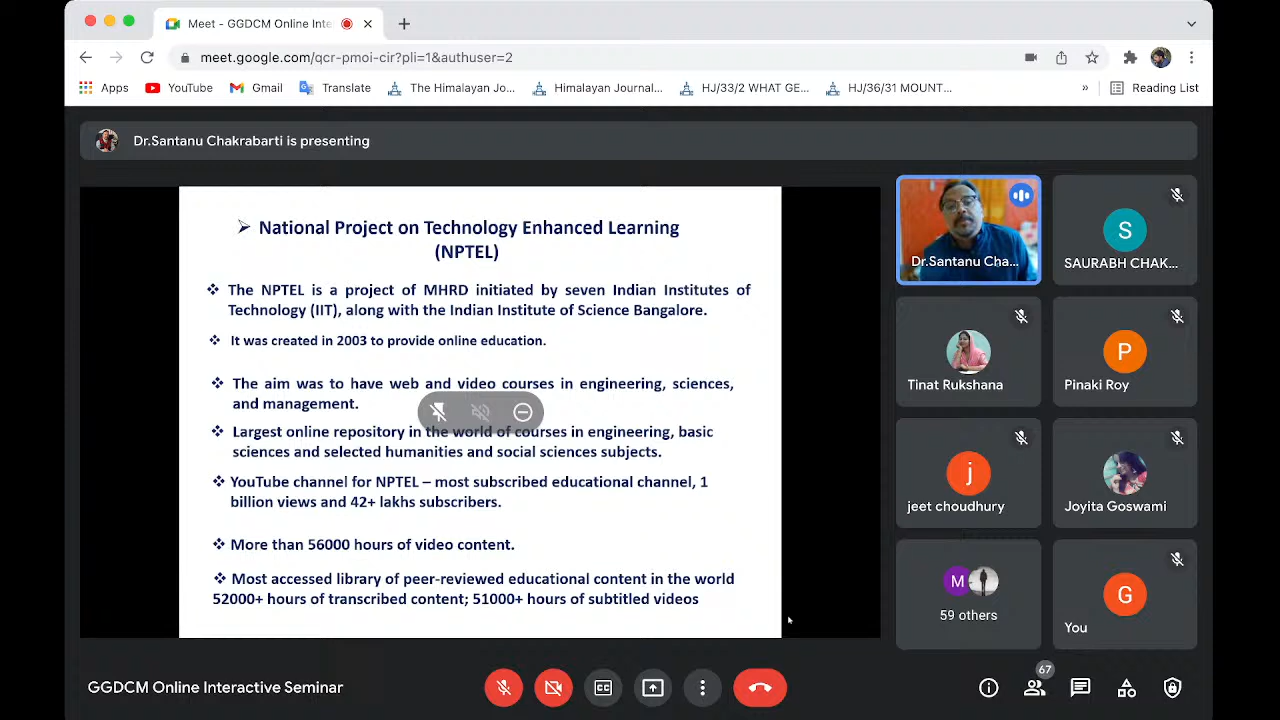 Meet - GGDCM Online Inte
meet.google.com/qcr-pmoi-cir?pli=1&authuser=2
Apps YouTube Gmail Translate The Himalayan Jo... Himalayan Journal... HJ/33/2 WHAT GE... HJ/36/31 MOUNT... » Reading List
Dr.Santanu Chakrabarti is presenting
➢ National Project on Technology Enhanced Learning
(NPTEL)
❖ The NPTEL is a project of MHRD initiated by seven Indian Institutes of
Technology (IIT), along with the Indian Institute of Science Bangalore.
❖ It was created in 2003 to provide online education.
❖ The aim was to have web and video courses in engineering, sciences,
and management.
❖ Largest online repository in the world of courses in engineering, basic
sciences and selected humanities and social sciences subjects.
❖ YouTube channel for NPTEL – most subscribed educational channel, 1
billion views and 42+ lakhs subscribers.
❖ More than 56000 hours of video content.
❖ Most accessed library of peer-reviewed educational content in the world
52000+ hours of transcribed content; 51000+ hours of subtitled videos
Dr.Santanu Cha...
S
SAURABH CHAK...
Tinat Rukshana
P
Pinaki Roy
j
jeet choudhury
Joyita Goswami
M
59 others
G
You
GGDCM Online Interactive Seminar
CC
67